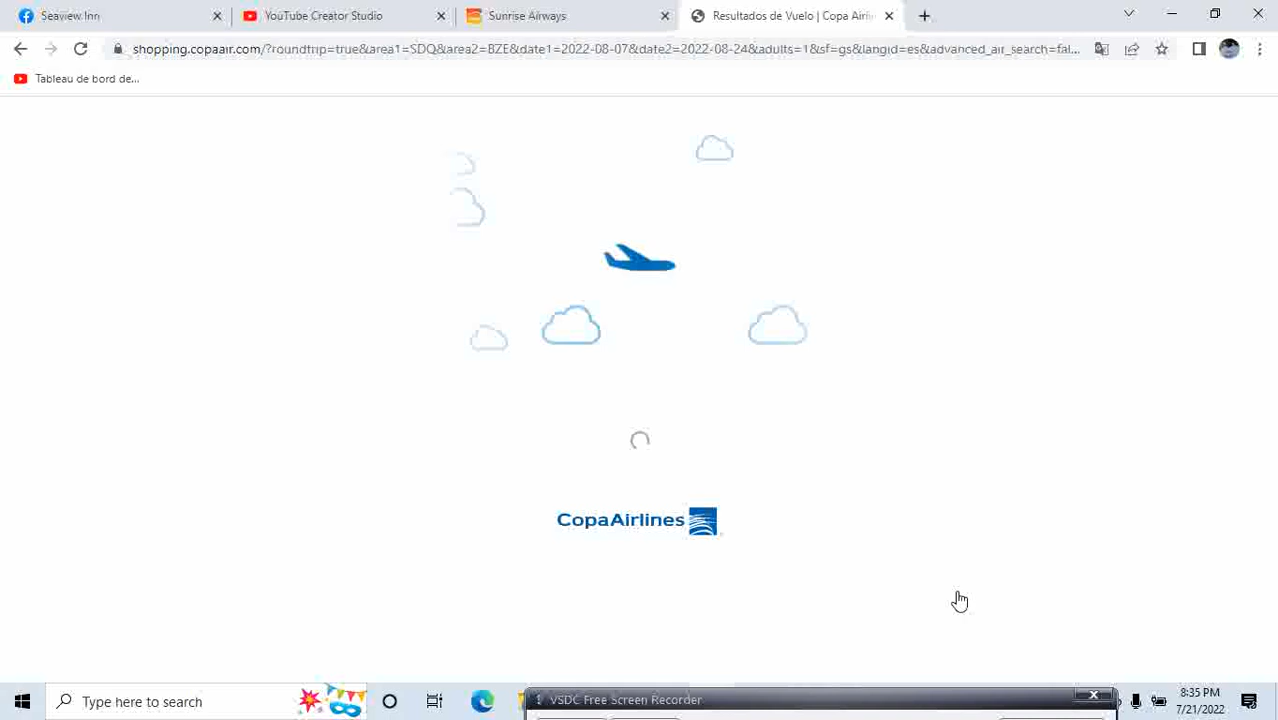 Seaview.Inn
YouTube Creator Studio
Sunrise Airways
Resultados de Vuelo | Copa Airlin
shopping.copaair.com/?roundtrip=true&area1=SDQ&area2=BZE&date1=2022-08-07&date2=2022-08-24&adults=1&sf=gs&langid=es&advanced_air_search=fal...
Tableau de bord de...
CopaAirlines
Type here to search
VSDC Free Screen Recorder
8:35 PM
7/21/2022